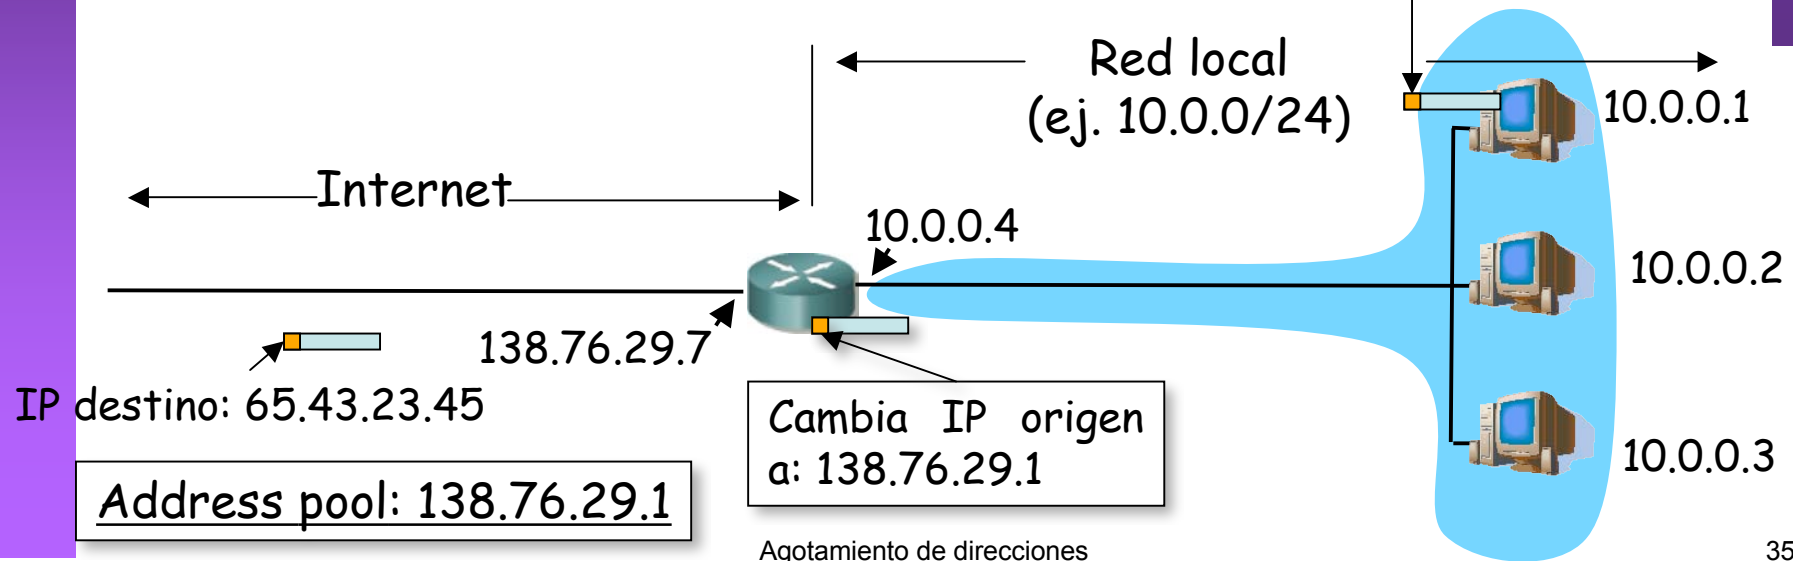 Red local
(ej. 10.0.0/24)
10.0.0.1
Internet
10.0.0.4
10.0.0.2
138.76.29.7
IP destino: 65.43.23.45
Cambia IP origen
a: 138.76.29.1
10.0.0.3
Address pool: 138.76.29.1
Agotamiento de direcciones
35